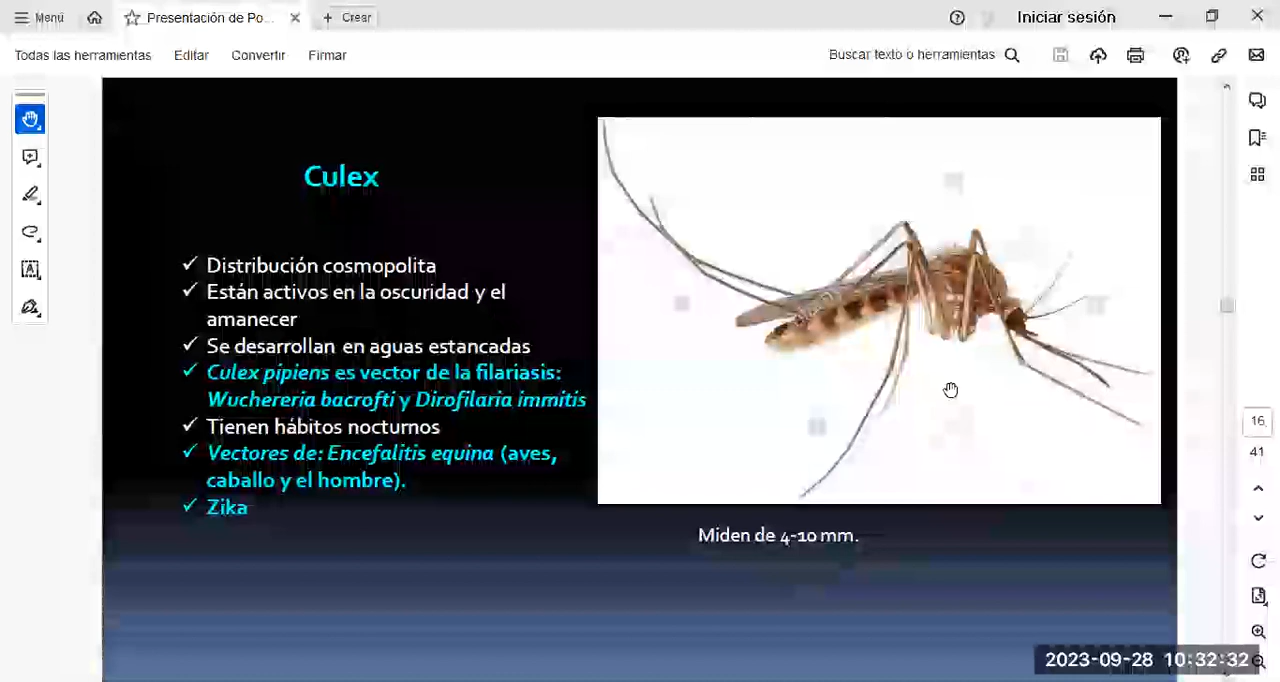 Menú
Presentación de Po...
Crear
Iniciar sesión
Todas las herramientas
Editar
Convertir
Firmar
Buscar texto o herramientas
Culex
Distribución cosmopolita
Están activos en la oscuridad y el
amanecer
Se desarrollan en aguas estancadas
Culex pipiens es vector de la filariasis:
Wuchereria bacrofti y Dirofilaria immitis
Tienen hábitos nocturnos
Vectores de: Encefalitis equina (aves,
caballo y el hombre).
Zika
Miden de 4-10 mm.
16
41
2023-09-28 10:32:32